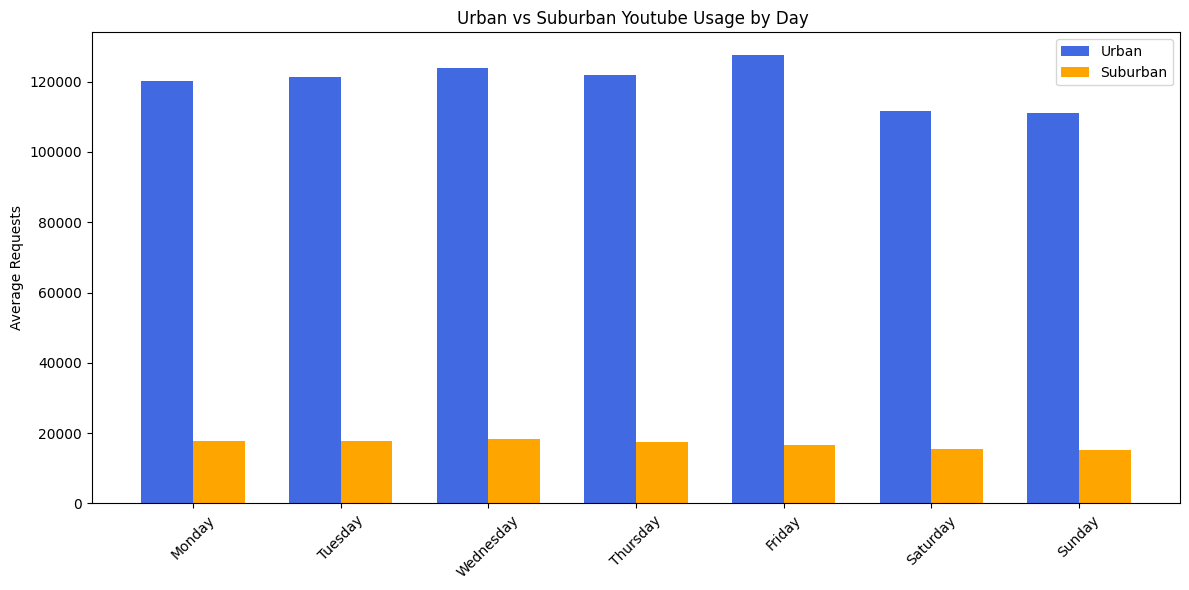 Urban vs Suburban Youtube Usage by Day
Urban
Suburban
Average Requests
120000
100000
80000
60000
40000
20000
0
Monday
Tuesday
Wednesday
Thursday
Friday
Saturday
Sunday